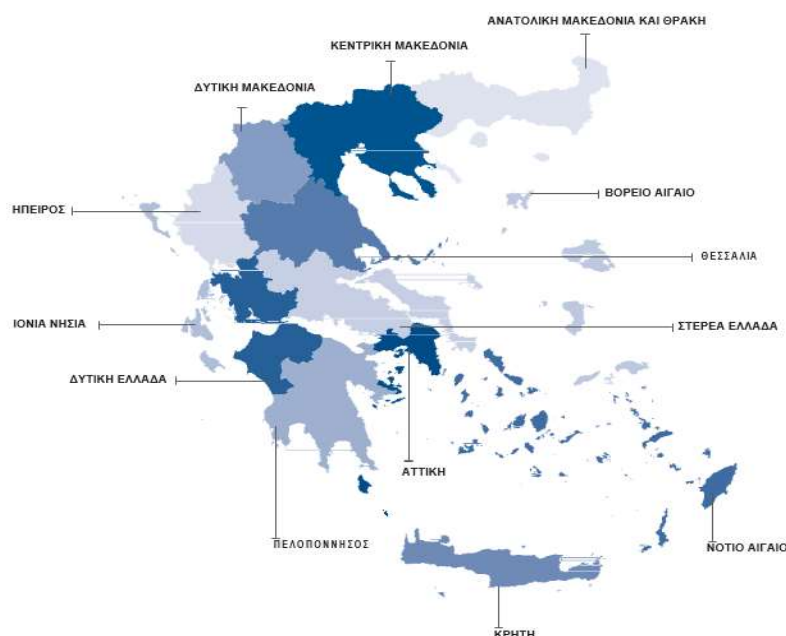 ΑΝΑΤΟΛΙΚΗ ΜΑΚΕΔΟΝΙΑ ΚΑΙ ΘΡΑΚΗ
ΚΕΝΤΡΙΚΗ ΜΑΚΕΔΟΝΙΑ
ΔΥΤΙΚΗ ΜΑΚΕΔΟΝΙΑ
ΒΟΡΕΙΟ ΑΙΓΑΙΟ
ΗΠΕΙΡΟΣ
ΘΕΣΣΑΛΙΑ
ΙΟΝΙΑ ΝΗΣΙΑ
ΣΤΕΡΕΑ ΕΛΛΑΔΑ
ΔΥΤΙΚΗ ΕΛΛΑΔΑ
ΑΤΤΙΚΗ
ΠΕΛΟΠΟΝΝΗΣΟΣ
ΝΟΤΙΟ ΑΙΓΑΙΟ
ΚΡΗΤΗ